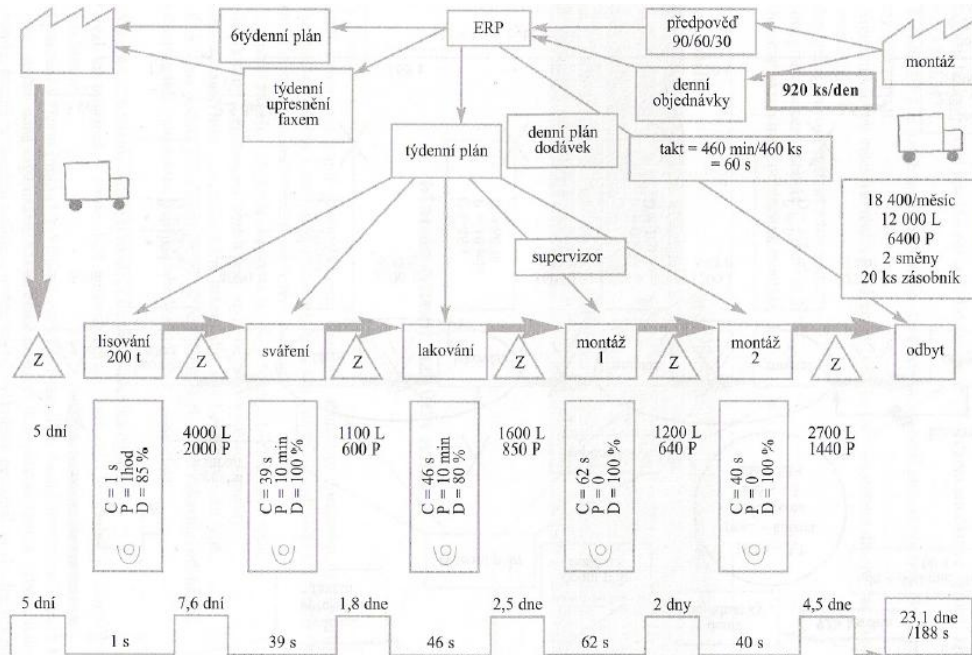 6týdenní plán
ERP
předpověď
90/60/30
montáž
týdenní
upřesnění
faxem
denní
objednávky
920 ks/den
týdenní plán
denní plán
dodávek
takt = 460 min/460 ks
= 60 s
18 400/měsíc
12 000 L
6400 P
2 směny
20 ks zásobník
supervizor
Z
lisování
200 t
Z
sváření
Z
lakování
Z
montáž
1
Z
montáž
2
Z
odbyt
5 dní
C = 1 s
P = 1hod
D = 85 %
4000 L
2000 P
C = 39 s
P = 10 min
D = 100 %
1100 L
600 P
C = 46 s
P = 10 min
D = 80 %
1600 L
850 P
C = 62 s
P = 0
D = 100 %
1200 L
640 P
C = 40 s
P = 0
D = 100 %
2700 L
1440 P
5 dní
7,6 dní
1,8 dne
2,5 dne
2 dny
4,5 dne
23,1 dne
/188 s
1 s
39 s
46 s
62 s
40 s